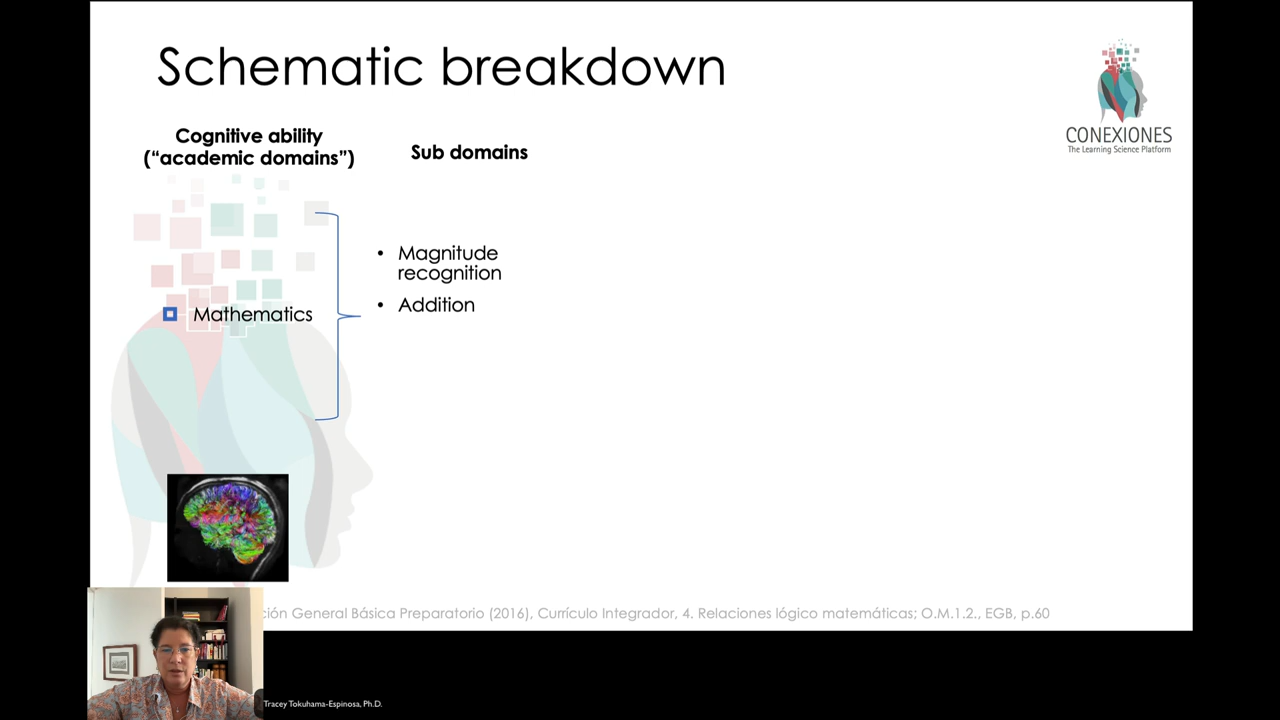 Schematic breakdown
CONEXIONES
The Learning Science Platform
Cognitive ability
("academic domains")
Sub domains
• Magnitude
recognition
• Addition
Mathematics
General Básica Preparatorio (2016), Currículo Integrador, 4. Relaciones lógico matemáticas; O.M.1.2., EGB, p.60
Tracey Tokuhama-Espinosa, Ph.D.